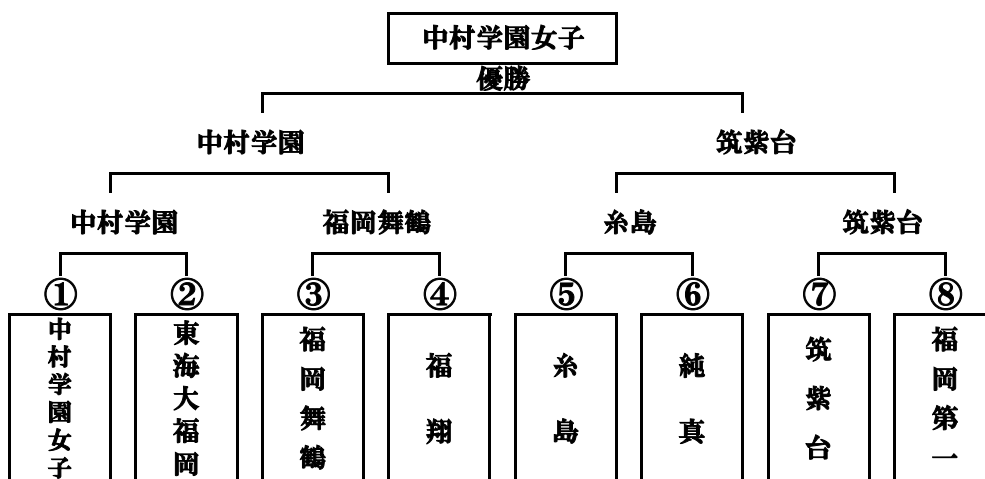 中村学園女子
優勝
中村学園
筑紫台
中村学園
福岡舞鶴
糸島
筑紫台
①
②
③
④
⑤
⑥
⑦
⑧
中村学園女子
東海大福岡
福岡舞鶴
福翔
糸島
純真
筑紫台
福岡第一